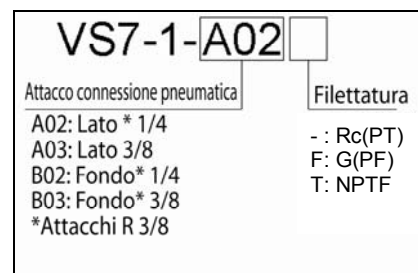 VS7-1-A02
Attacco connessione pneumatica
A02: Lato * 1/4
A03: Lato 3/8
B02: Fondo* 1/4
B03: Fondo* 3/8
*Attacchi R 3/8
Filettatura
- : Rc(PT)
F: G(PF)
T: NPTF